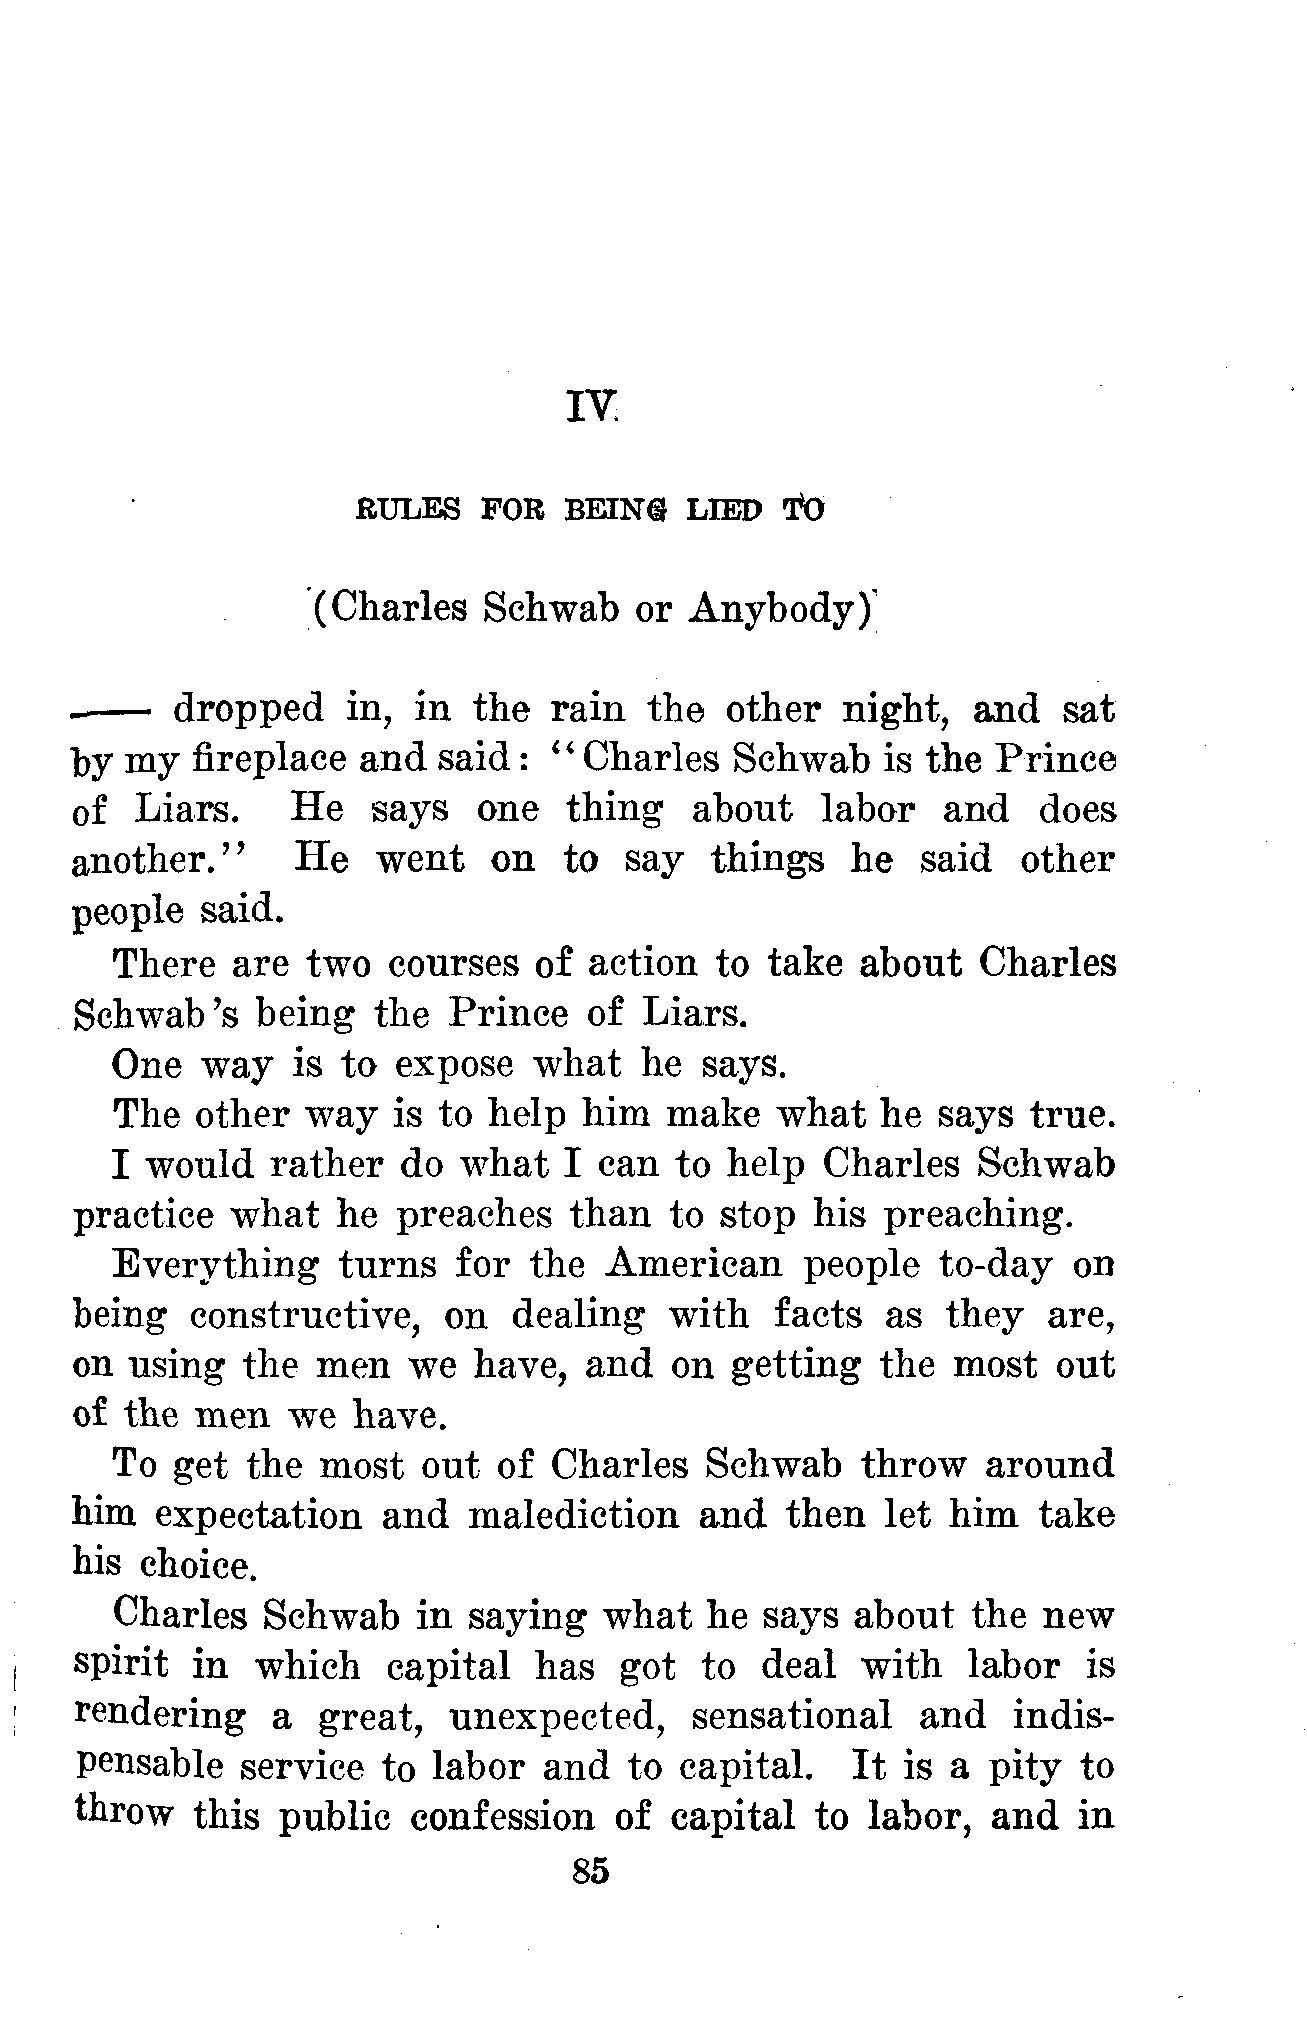 IV.
RULES FOR BEING LIED TO
(Charles Schwab or Anybody)
—— dropped in, in the rain the other night, and sat
by my fireplace and said: "Charles Schwab is the Prince
of Liars. He says one thing about labor and does
another." He went on to say things he said other
people said.
There are two courses of action to take about Charles
Schwab's being the Prince of Liars.
One way is to expose what he says.
The other way is to help him make what he says true.
I would rather do what I can to help Charles Schwab
practice what he preaches than to stop his preaching.
Everything turns for the American people to-day on
being constructive, on dealing with facts as they are,
on using the men we have, and on getting the most out
of the men we have.
To get the most out of Charles Schwab throw around
him expectation and malediction and then let him take
his choice.
Charles Schwab in saying what he says about the new
spirit in which capital has got to deal with labor is
rendering a great, unexpected, sensational and indis-
pensable service to labor and to capital. It is a pity to
throw this public confession of capital to labor, and in
85